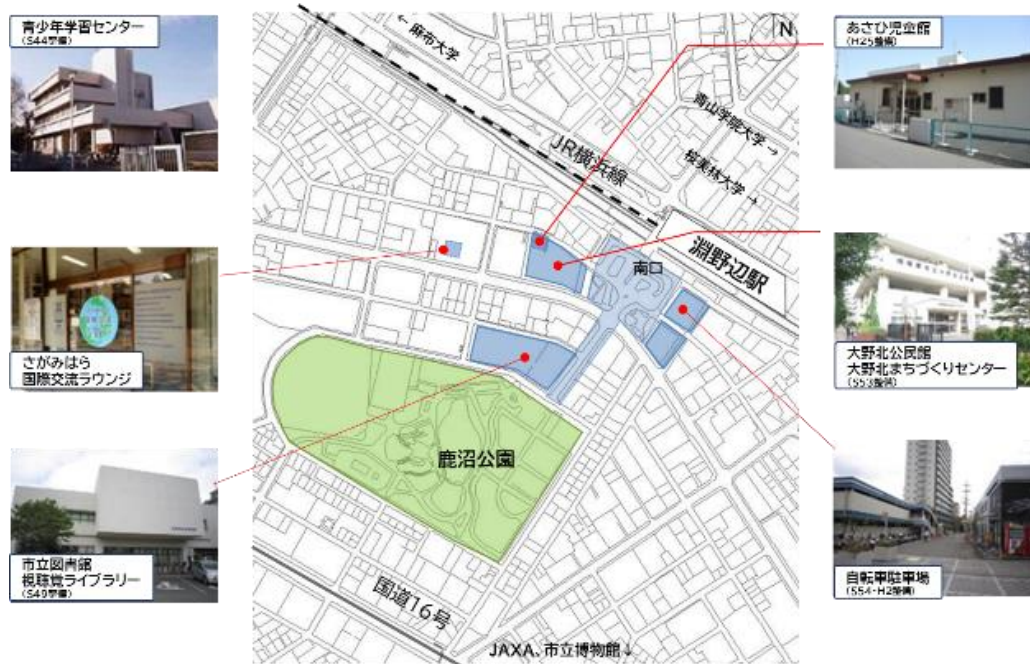 青少年学習センター
(S44整備)
さがみはら
国際交流ラウンジ
市立図書館
視聴覚ライブラリー
(S49整備)
←麻布大学
N
青山学院大学→
桜美林大学→
JR横浜線
淵野辺駅
南口
鹿沼公園
国道16号
JAXA、市立博物館↓
あさひ児童館
(H25整備)
大野北公民館
大野北まちづくりセンター
(S53整備)
自転車駐車場
(S54・H2整備)